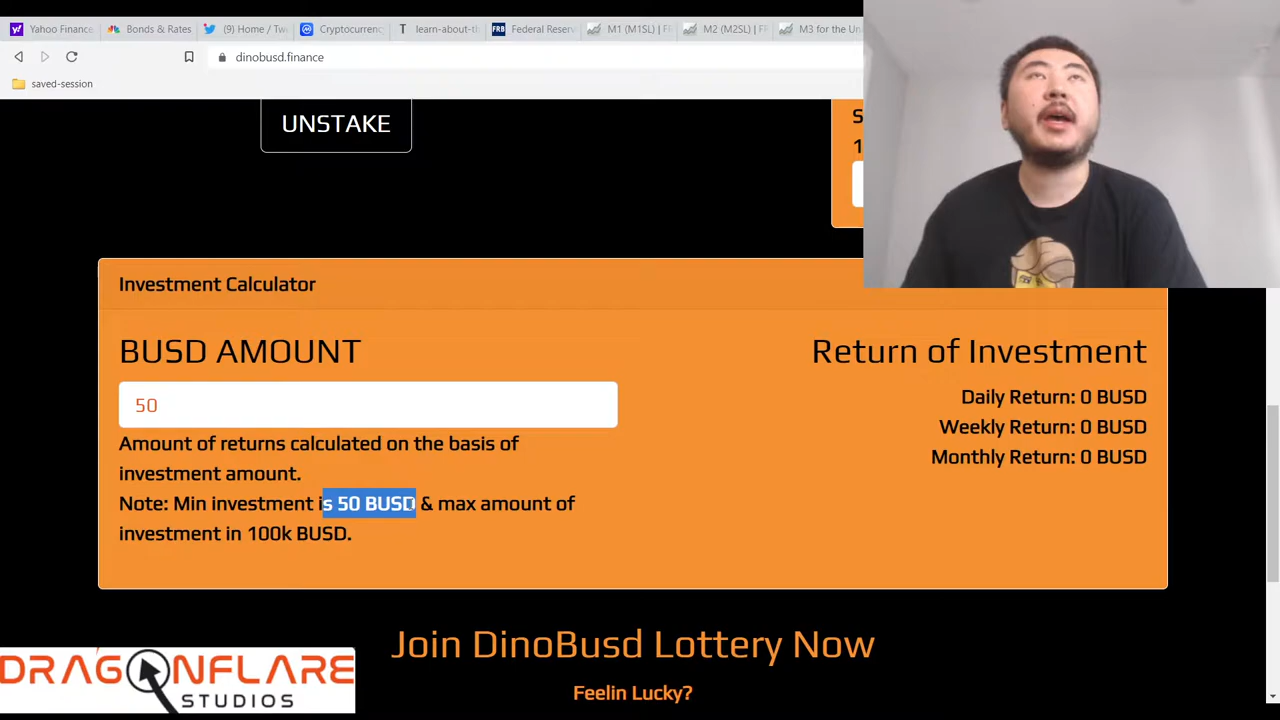 Yahoo Finance
Bonds & Rates
(9) Home / Tw
Cryptocurrenc
learn-about-th
Federal Reser
M1 (M1SL) | F
M2 (M2SL) | F
M3 for the Un
dinobusd.finance
saved-session
UNSTAKE
S
1
Investment Calculator
BUSD AMOUNT
50
Amount of returns calculated on the basis of
investment amount.
Note: Min investment is 50 BUSD & max amount of
investment in 100k BUSD.
Return of Investment
Daily Return: 0 BUSD
Weekly Return: 0 BUSD
Monthly Return: 0 BUSD
Join DinoBusd Lottery Now
Feelin Lucky?
DRAGONFLARE
STUDIOS